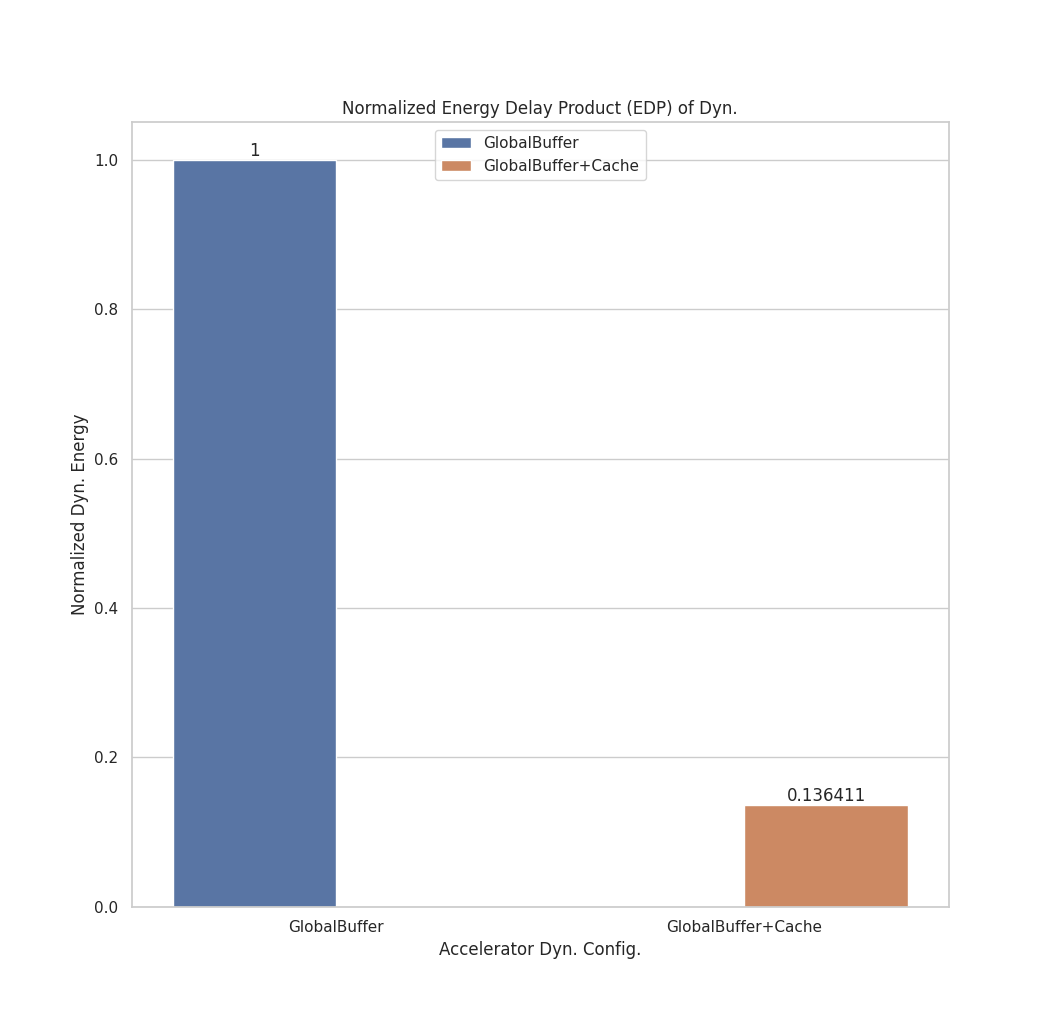 Normalized Energy Delay Product (EDP) of Dyn.
GlobalBuffer
GlobalBuffer+Cache
1
0.136411
1.0
0.8
0.6
0.4
0.2
0.0
Normalized Dyn. Energy
GlobalBuffer
GlobalBuffer+Cache
Accelerator Dyn. Config.